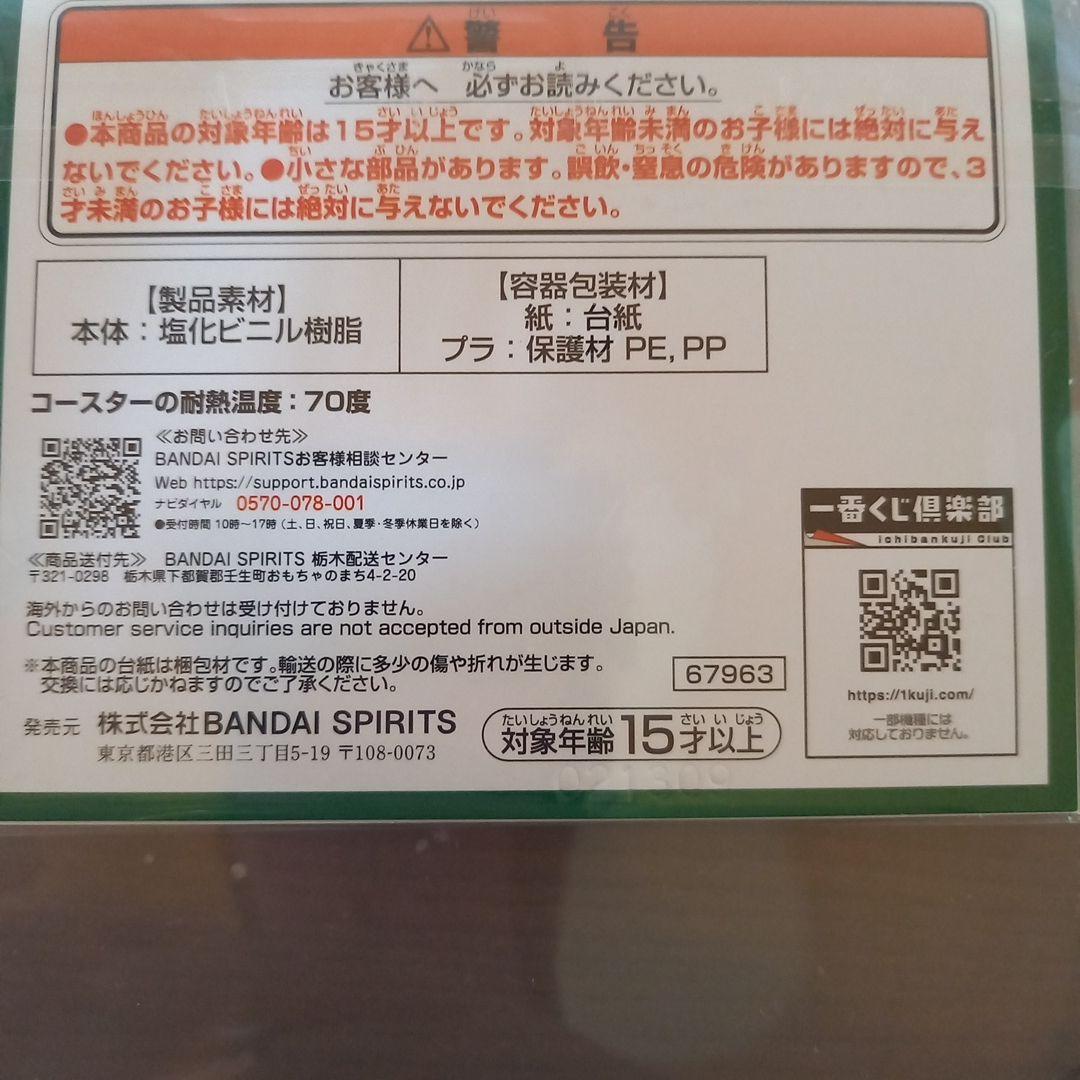 ⚠警告
お客様へ 必ずお読みください。
●本商品の対象年齢は15才以上です。対象年齢未満のお子様には絶対に与え
ないでください。●小さな部品があります。誤飲・窒息の危険がありますので、3
才未満のお子様には絶対に与えないでください。
【製品素材】
本体：塩化ビニル樹脂
【容器包装材】
紙：台紙
プラ：保護材 PE, PP
コースターの耐熱温度：70度
≪お問い合わせ先≫
BANDAI SPIRITSお客様相談センター
Web https://support.bandaispirits.co.jp
ナビダイヤル 0570-078-001
●受付時間 10時〜17時（土、日、祝日、夏季・冬季休業日を除く）
≪商品送付先≫ BANDAI SPIRITS 栃木配送センター
〒321-0298 栃木県下都賀郡壬生町おもちゃのまち4-2-20
海外からのお問い合わせは受け付けておりません。
Customer service inquiries are not accepted from outside Japan.
※本商品の台紙は梱包材です。輸送の際に多少の傷や折れが生じます。
交換には応じかねますのでご了承ください。
67963
発売元 株式会社BANDAI SPIRITS
東京都港区三田三丁目5-19 〒108-0073
対象年齢15才以上
一番くじ倶楽部
ichibankuji Club
https://1kuji.com/
一部機種には
対応しておりません。
021309